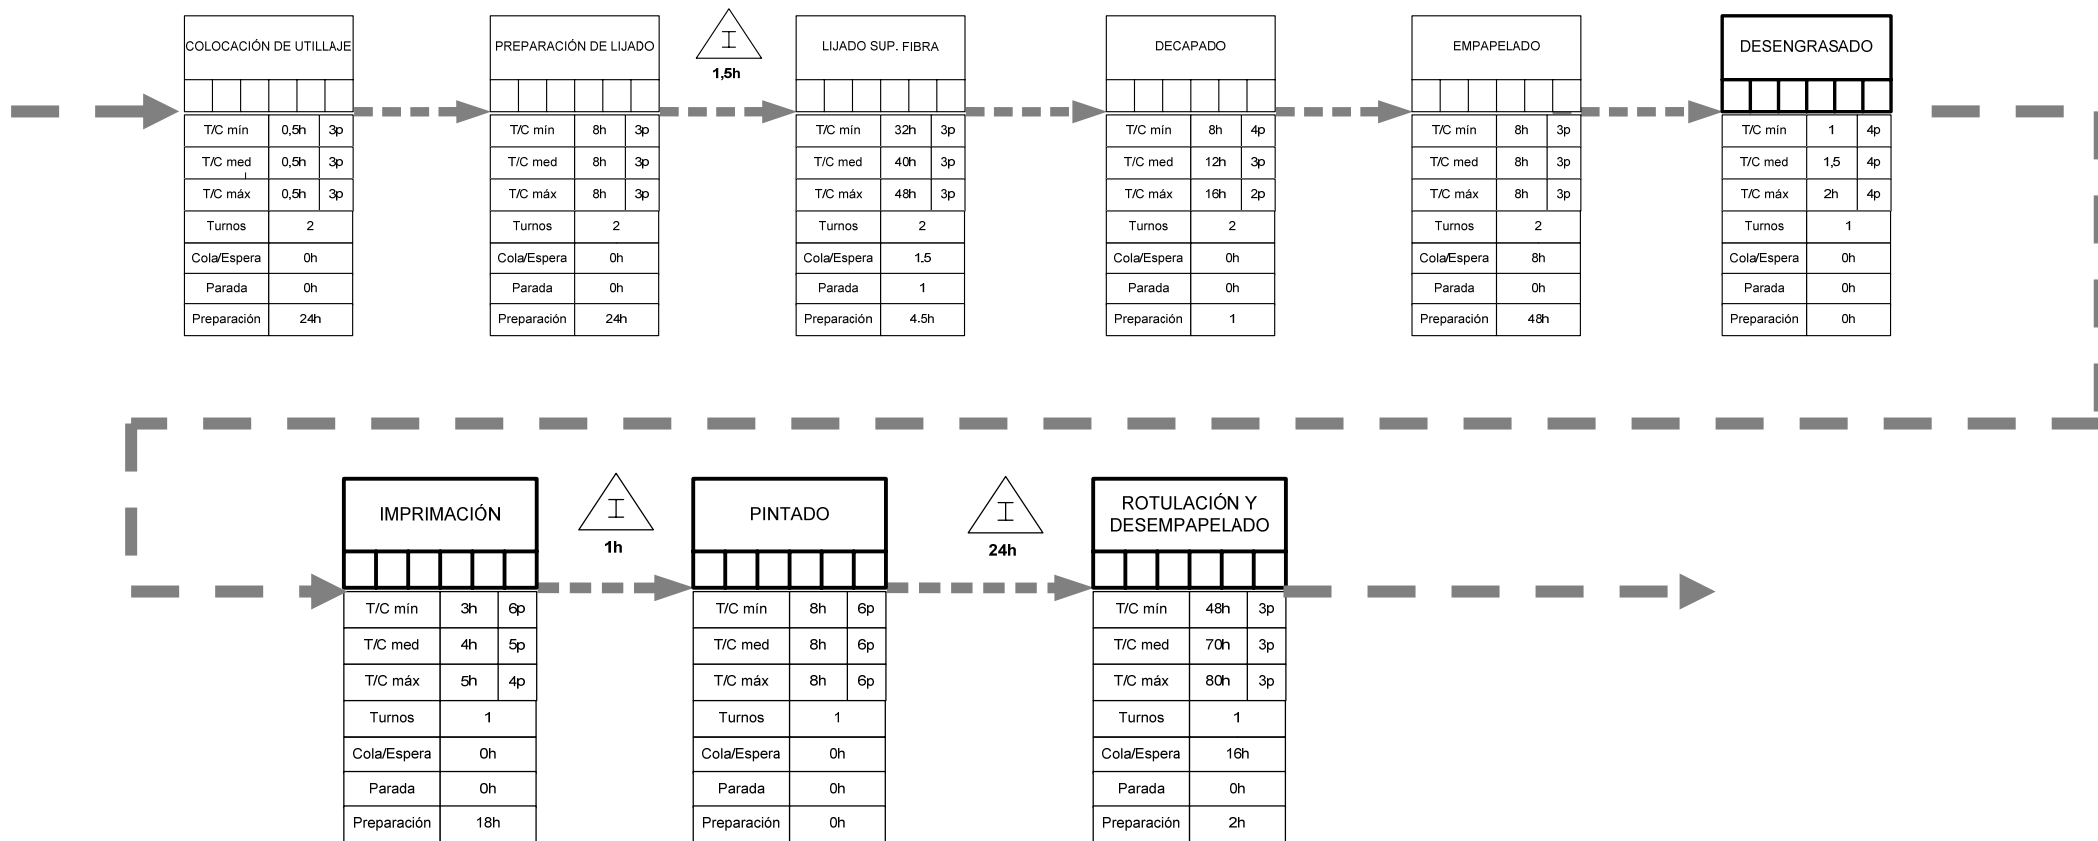 COLOCACIÓN DE UTILLAJE
T/C mín 0,5h 3p
T/C med 0,5h 3p
T/C máx 0,5h 3p
Turnos 2
Cola/Espera 0h
Parada 0h
Preparación 24h
PREPARACIÓN DE LIJADO
T/C mín 8h 3p
T/C med 8h 3p
T/C máx 8h 3p
Turnos 2
Cola/Espera 0h
Parada 0h
Preparación 24h
I
1,5h
LIJADO SUP. FIBRA
T/C mín 32h 3p
T/C med 40h 3p
T/C máx 48h 3p
Turnos 2
Cola/Espera 1.5
Parada 1
Preparación 4.5h
DECAPADO
T/C mín 8h 4p
T/C med 12h 3p
T/C máx 16h 2p
Turnos 2
Cola/Espera 0h
Parada 0h
Preparación 1
EMPAPELADO
T/C mín 8h 3p
T/C med 8h 3p
T/C máx 8h 3p
Turnos 2
Cola/Espera 8h
Parada 0h
Preparación 48h
DESENGRASADO
T/C mín 1 4p
T/C med 1,5 4p
T/C máx 2h 4p
Turnos 1
Cola/Espera 0h
Parada 0h
Preparación 0h
IMPRIMACIÓN
T/C mín 3h 6p
T/C med 4h 5p
T/C máx 5h 4p
Turnos 1
Cola/Espera 0h
Parada 0h
Preparación 18h
I
1h
PINTADO
T/C mín 8h 6p
T/C med 8h 6p
T/C máx 8h 6p
Turnos 1
Cola/Espera 0h
Parada 0h
Preparación 0h
I
24h
ROTULACIÓN Y
DESEMPAPELADO
T/C mín 48h 3p
T/C med 70h 3p
T/C máx 80h 3p
Turnos 1
Cola/Espera 16h
Parada 0h
Preparación 2h